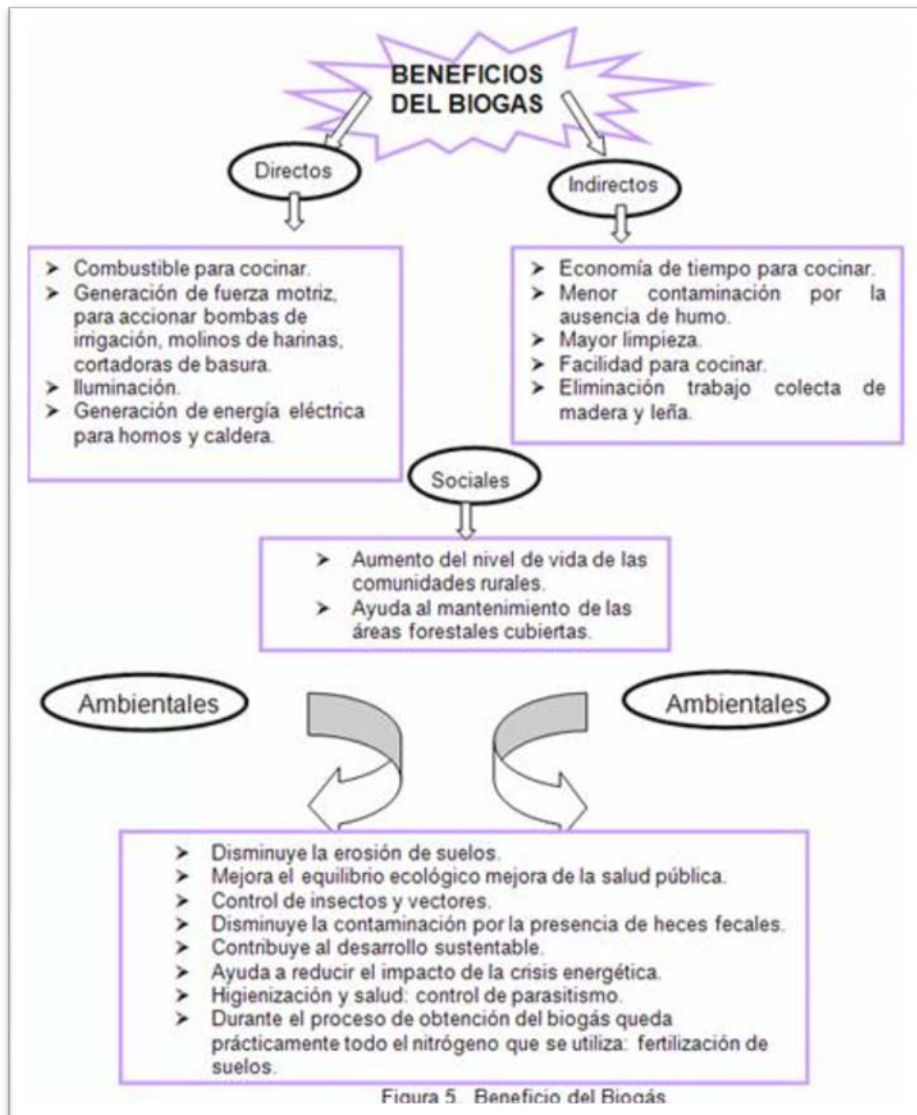 BENEFICIOS
DEL BIOGAS
Directos
Indirectos
➤ Combustible para cocinar.
➤ Generación de fuerza motriz,
para accionar bombas de
irrigación, molinos de harinas,
cortadoras de basura.
➤ Iluminación.
➤ Generación de energía eléctrica
para hornos y caldera.
➤ Economía de tiempo para cocinar.
➤ Menor contaminación por la
ausencia de humo.
➤ Mayor limpieza.
➤ Facilidad para cocinar.
➤ Eliminación trabajo colecta de
madera y leña.
Sociales
➤ Aumento del nivel de vida de las
comunidades rurales.
➤ Ayuda al mantenimiento de las
áreas forestales cubiertas.
Ambientales
Ambientales
➤ Disminuye la erosión de suelos.
➤ Mejora el equilibrio ecológico mejora de la salud pública.
➤ Control de insectos y vectores.
➤ Disminuye la contaminación por la presencia de heces fecales.
➤ Contribuye al desarrollo sustentable.
➤ Ayuda a reducir el impacto de la crisis energética.
➤ Higienización y salud: control de parasitismo.
➤ Durante el proceso de obtención del biogás queda
prácticamente todo el nitrógeno que se utiliza: fertilización de
suelos.
Figura 5. Beneficio del Biogás